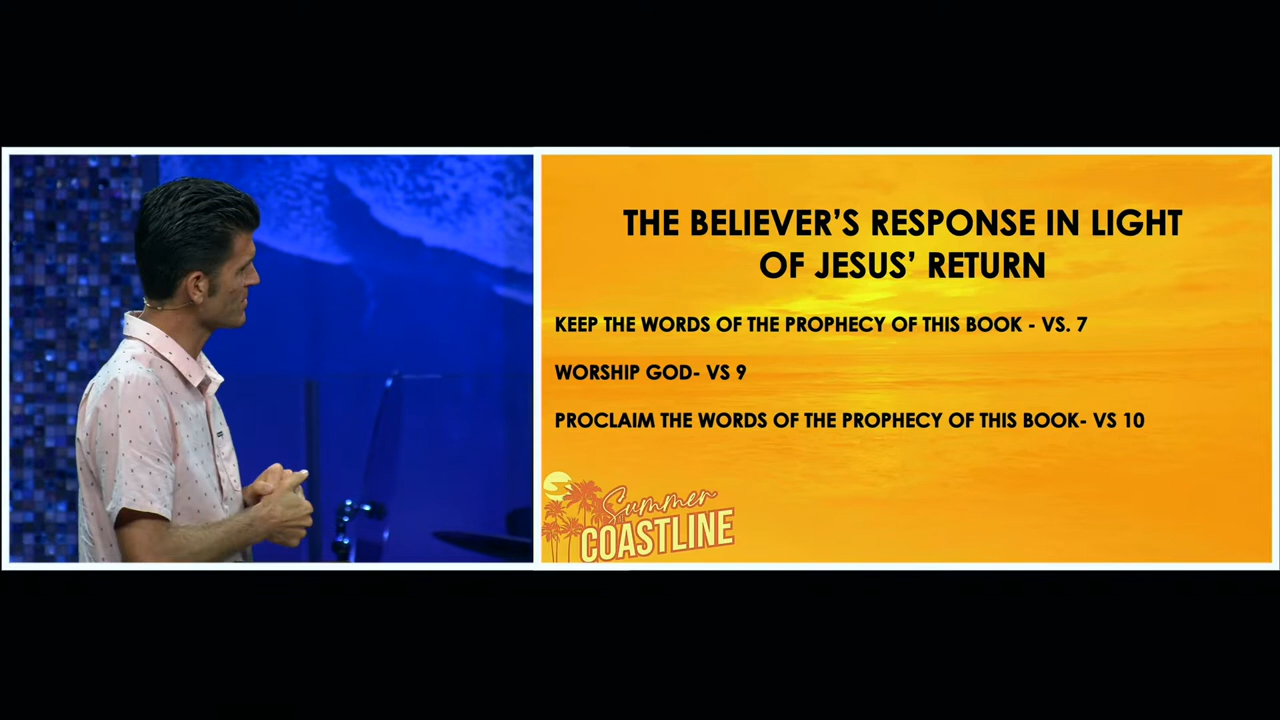 THE BELIEVER’S RESPONSE IN LIGHT
OF JESUS’ RETURN
KEEP THE WORDS OF THE PROPHECY OF THIS BOOK - VS. 7
WORSHIP GOD- VS 9
PROCLAIM THE WORDS OF THE PROPHECY OF THIS BOOK- VS 10
Summer
COASTLINE